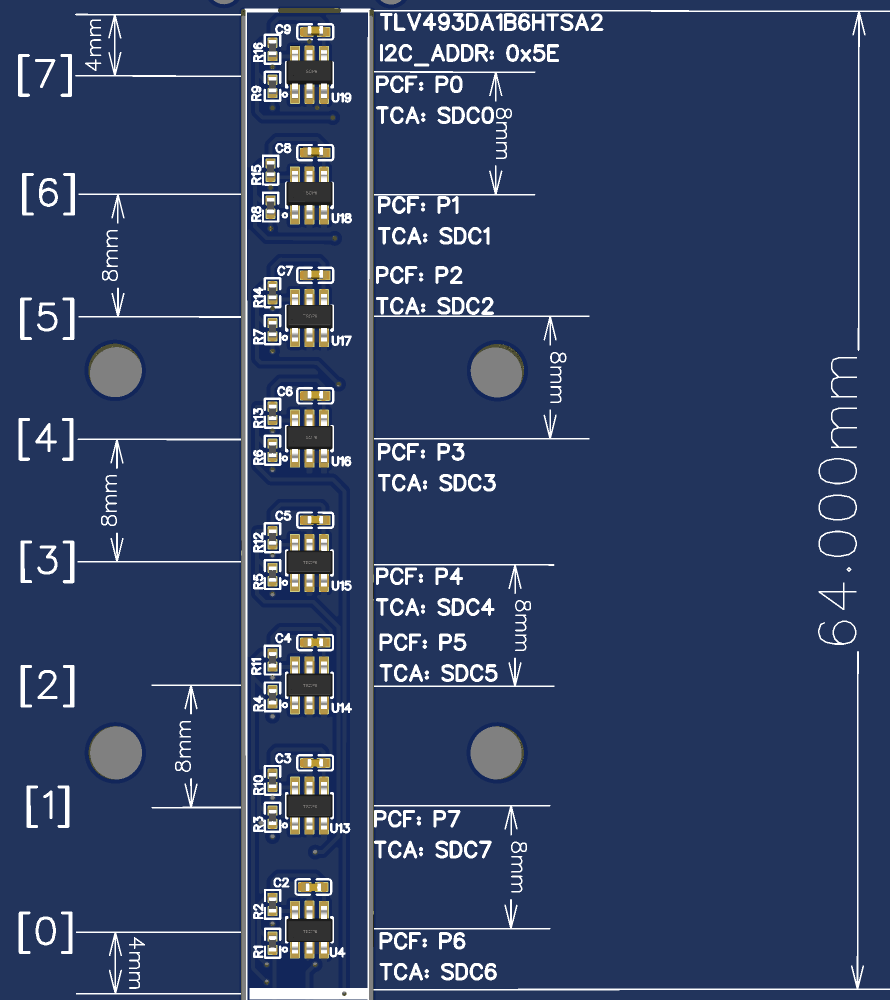 TLV493DA1B6HTSA2
I2C_ADDR: 0x5E
4mm
[7]
C9
R16
R9
U19
PCF: P0
TCA: SDC0
8mm
C8
R15
[6]
R8
U18
PCF: P1
TCA: SDC1
8mm
C7
PCF: P2
TCA: SDC2
R14
[5]
R7
U17
8mm
C6
R13
[4]
R6
U16
PCF: P3
TCA: SDC3
8mm
64.000mm
C5
R12
[3]
R5
U15
PCF: P4
TCA: SDC4
8mm
C4
PCF: P5
TCA: SDC5
R11
[2]
R4
U14
8mm
C3
R10
[1]
R3
U13
PCF: P7
TCA: SDC7
8mm
C2
R2
[0]
R1
U4
PCF: P6
TCA: SDC6
4mm